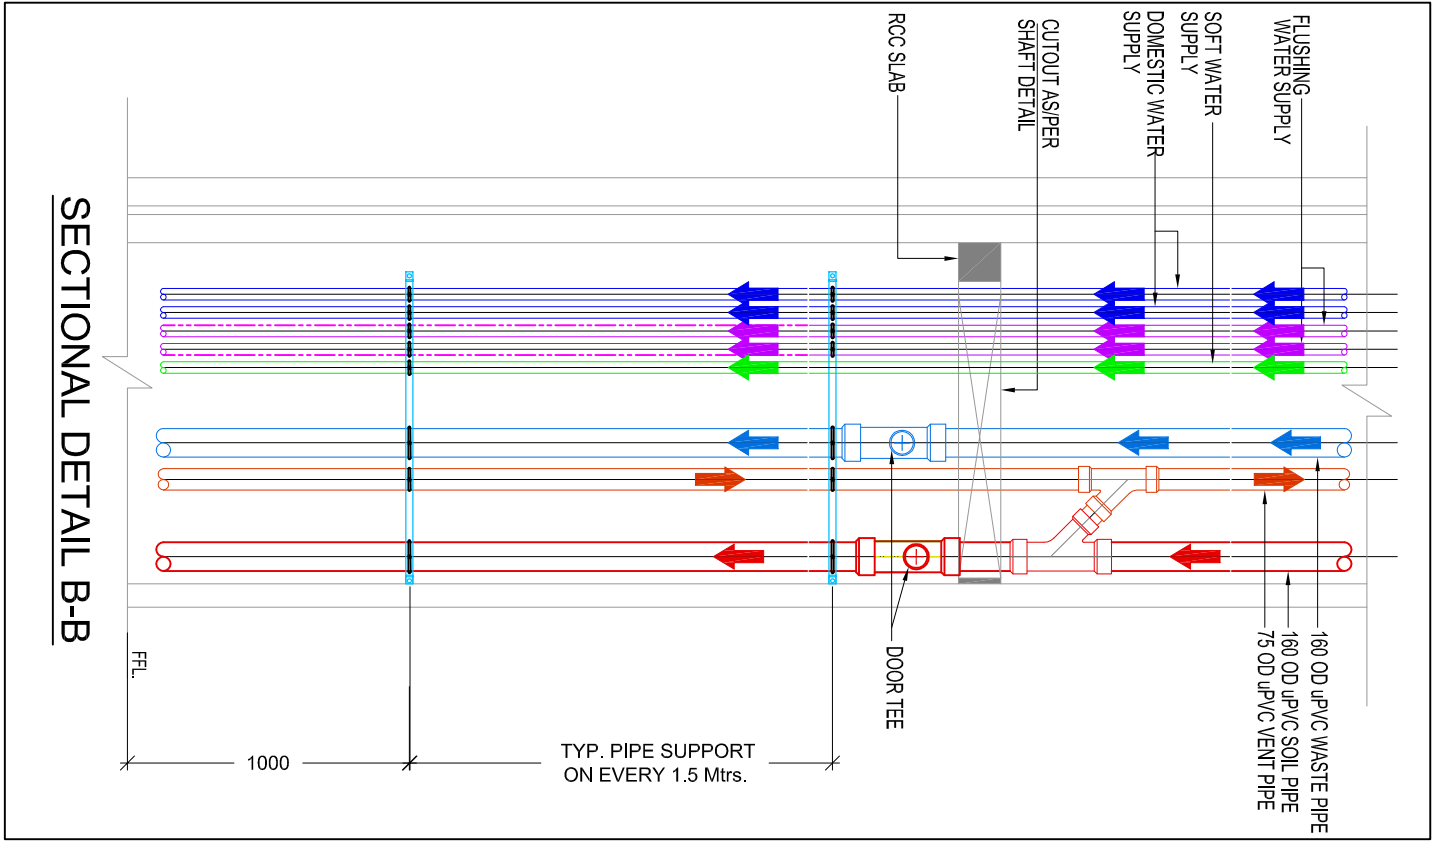 FLUSHING
WATER SUPPLY
SOFT WATER
SUPPLY
DOMESTIC WATER
SUPPLY
CUTOUT AS/PER
SHAFT DETAIL
RCC SLAB
160 OD uPVC WASTE PIPE
160 OD uPVC SOIL PIPE
75 OD uPVC VENT PIPE
DOOR TEE
FFL.
1000
TYP. PIPE SUPPORT
ON EVERY 1.5 Mtrs.
SECTIONAL DETAIL B-B